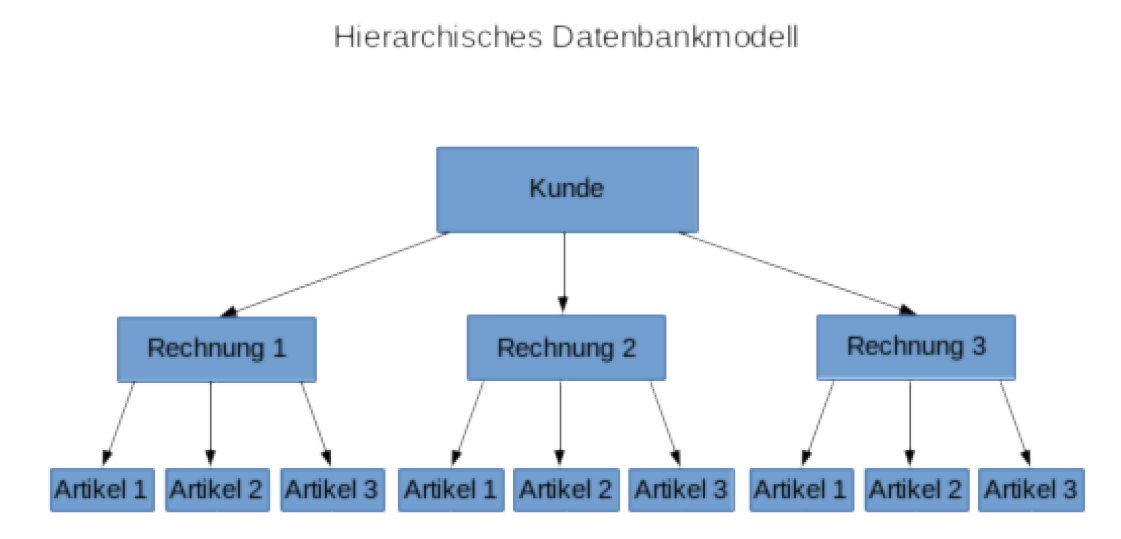 Hierarchisches Datenbankmodell
Kunde
Rechnung 1
Rechnung 2
Rechnung 3
Artikel 1
Artikel 2
Artikel 3
Artikel 1
Artikel 2
Artikel 3
Artikel 1
Artikel 2
Artikel 3